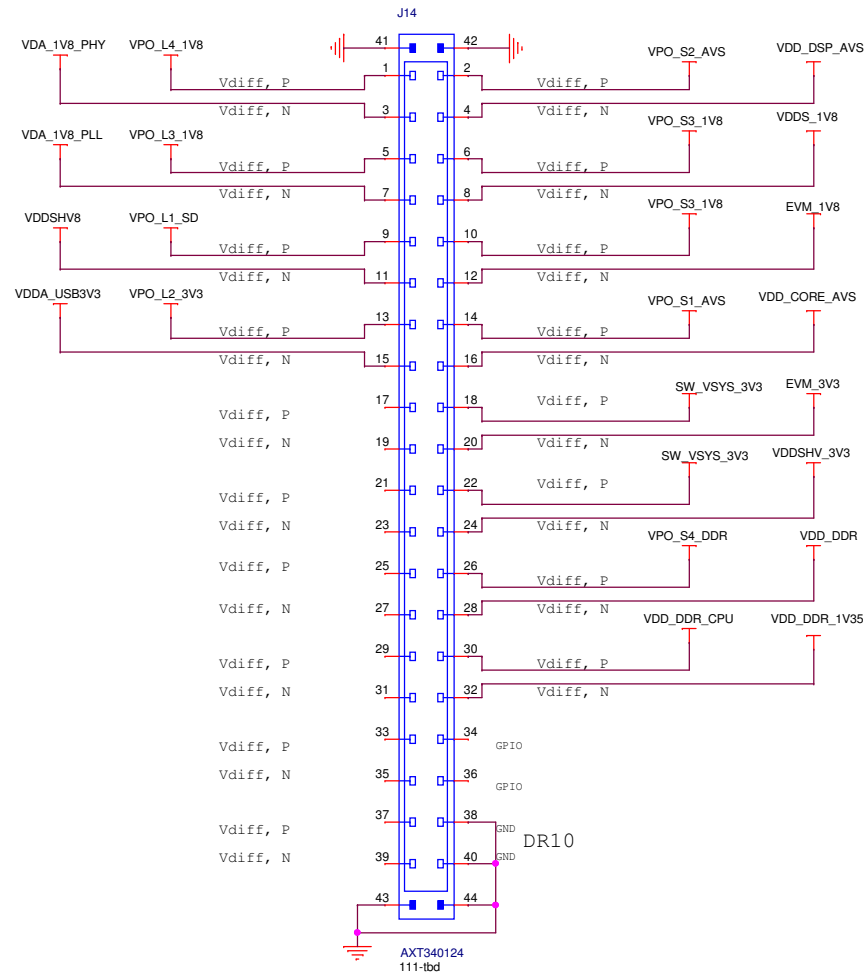 J14
41 42
VDA_1V8_PHY VPO_L4_1V8 VPO_S2_AVS VDD_DSP_AVS
1 2
Vdiff, P Vdiff, P
Vdiff, N 3 4 Vdiff, N
VDA_1V8_PLL VPO_L3_1V8 VPO_S3_1V8 VDDS_1V8
5 6
Vdiff, P Vdiff, P
Vdiff, N 7 8 Vdiff, N
VDDSHV8 VPO_L1_SD VPO_S3_1V8 EVM_1V8
9 10
Vdiff, P Vdiff, P
Vdiff, N 11 12 Vdiff, N
VDDA_USB3V3 VPO_L2_3V3 VPO_S1_AVS VDD_CORE_AVS
13 14
Vdiff, P Vdiff, P
Vdiff, N 15 16 Vdiff, N
SW_VSYS_3V3 EVM_3V3
17 18 Vdiff, P
Vdiff, P
Vdiff, N 19 20 Vdiff, N
SW_VSYS_3V3 VDDSHV_3V3
21 22 Vdiff, P
Vdiff, P
Vdiff, N 23 24 Vdiff, N
VPO_S4_DDR VDD_DDR
Vdiff, P 25 26
Vdiff, P
Vdiff, N 27 28 Vdiff, N
VDD_DDR_CPU VDD_DDR_1V35
29 30
Vdiff, P Vdiff, P
Vdiff, N 31 32 Vdiff, N
33 34
Vdiff, P GPIO
Vdiff, N 35 36
GPIO
37 38
Vdiff, P GND
DR10
Vdiff, N 39 40 GND
43 44
AXT340124
111-tbd